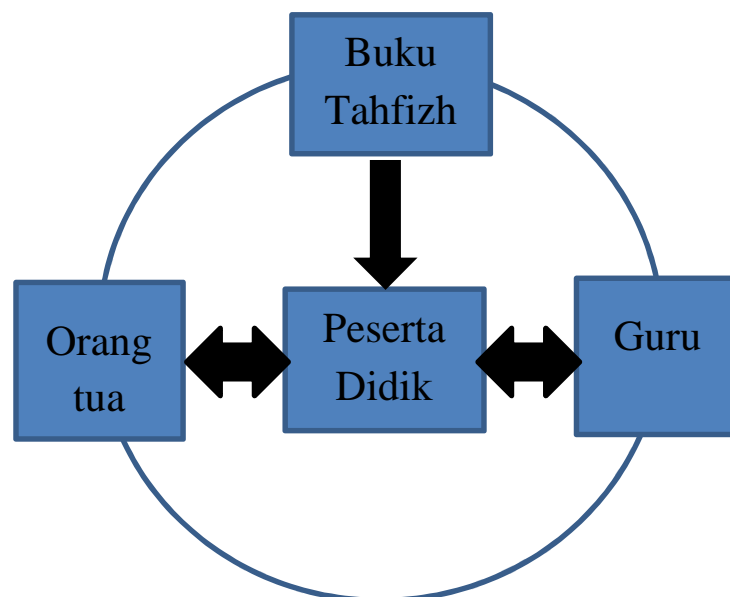 Buku
Tahfizh
Orang
tua
Peserta
Didik
Guru